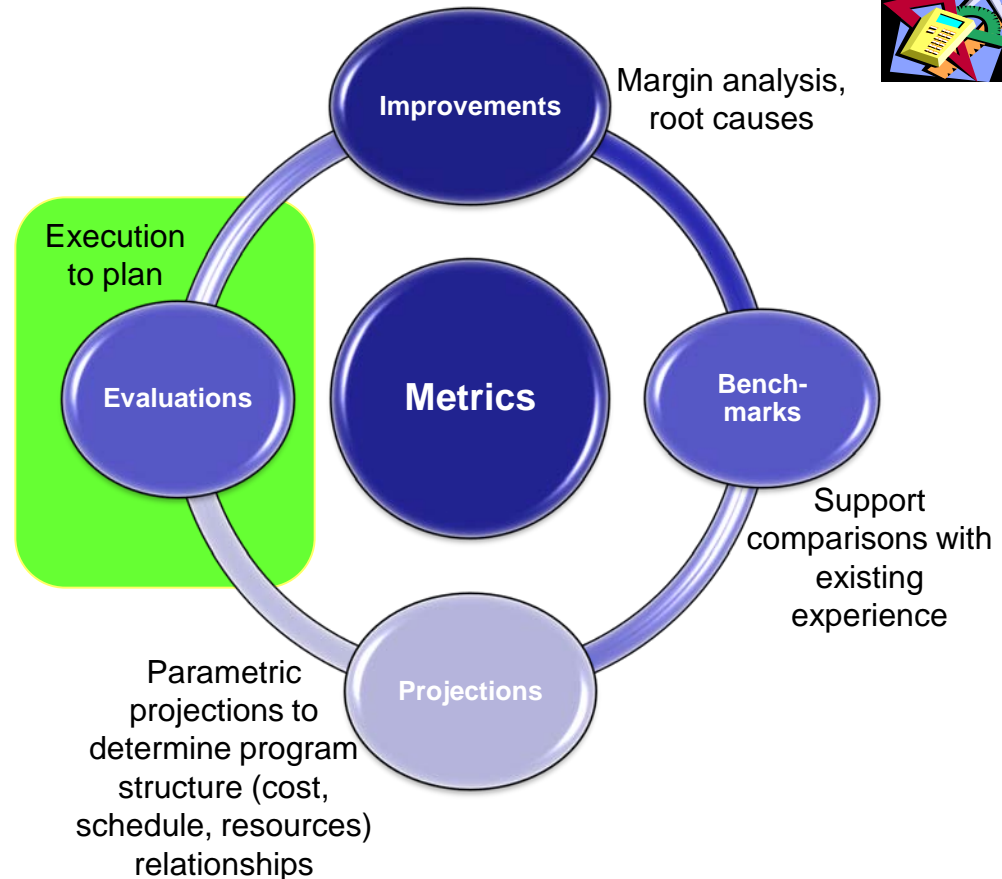 Improvements
Margin analysis,
root causes
Execution
to plan
Evaluations
Metrics
Bench-
marks
Support
comparisons with
existing
experience
Projections
Parametric
projections to
determine program
structure (cost,
schedule, resources)
relationships